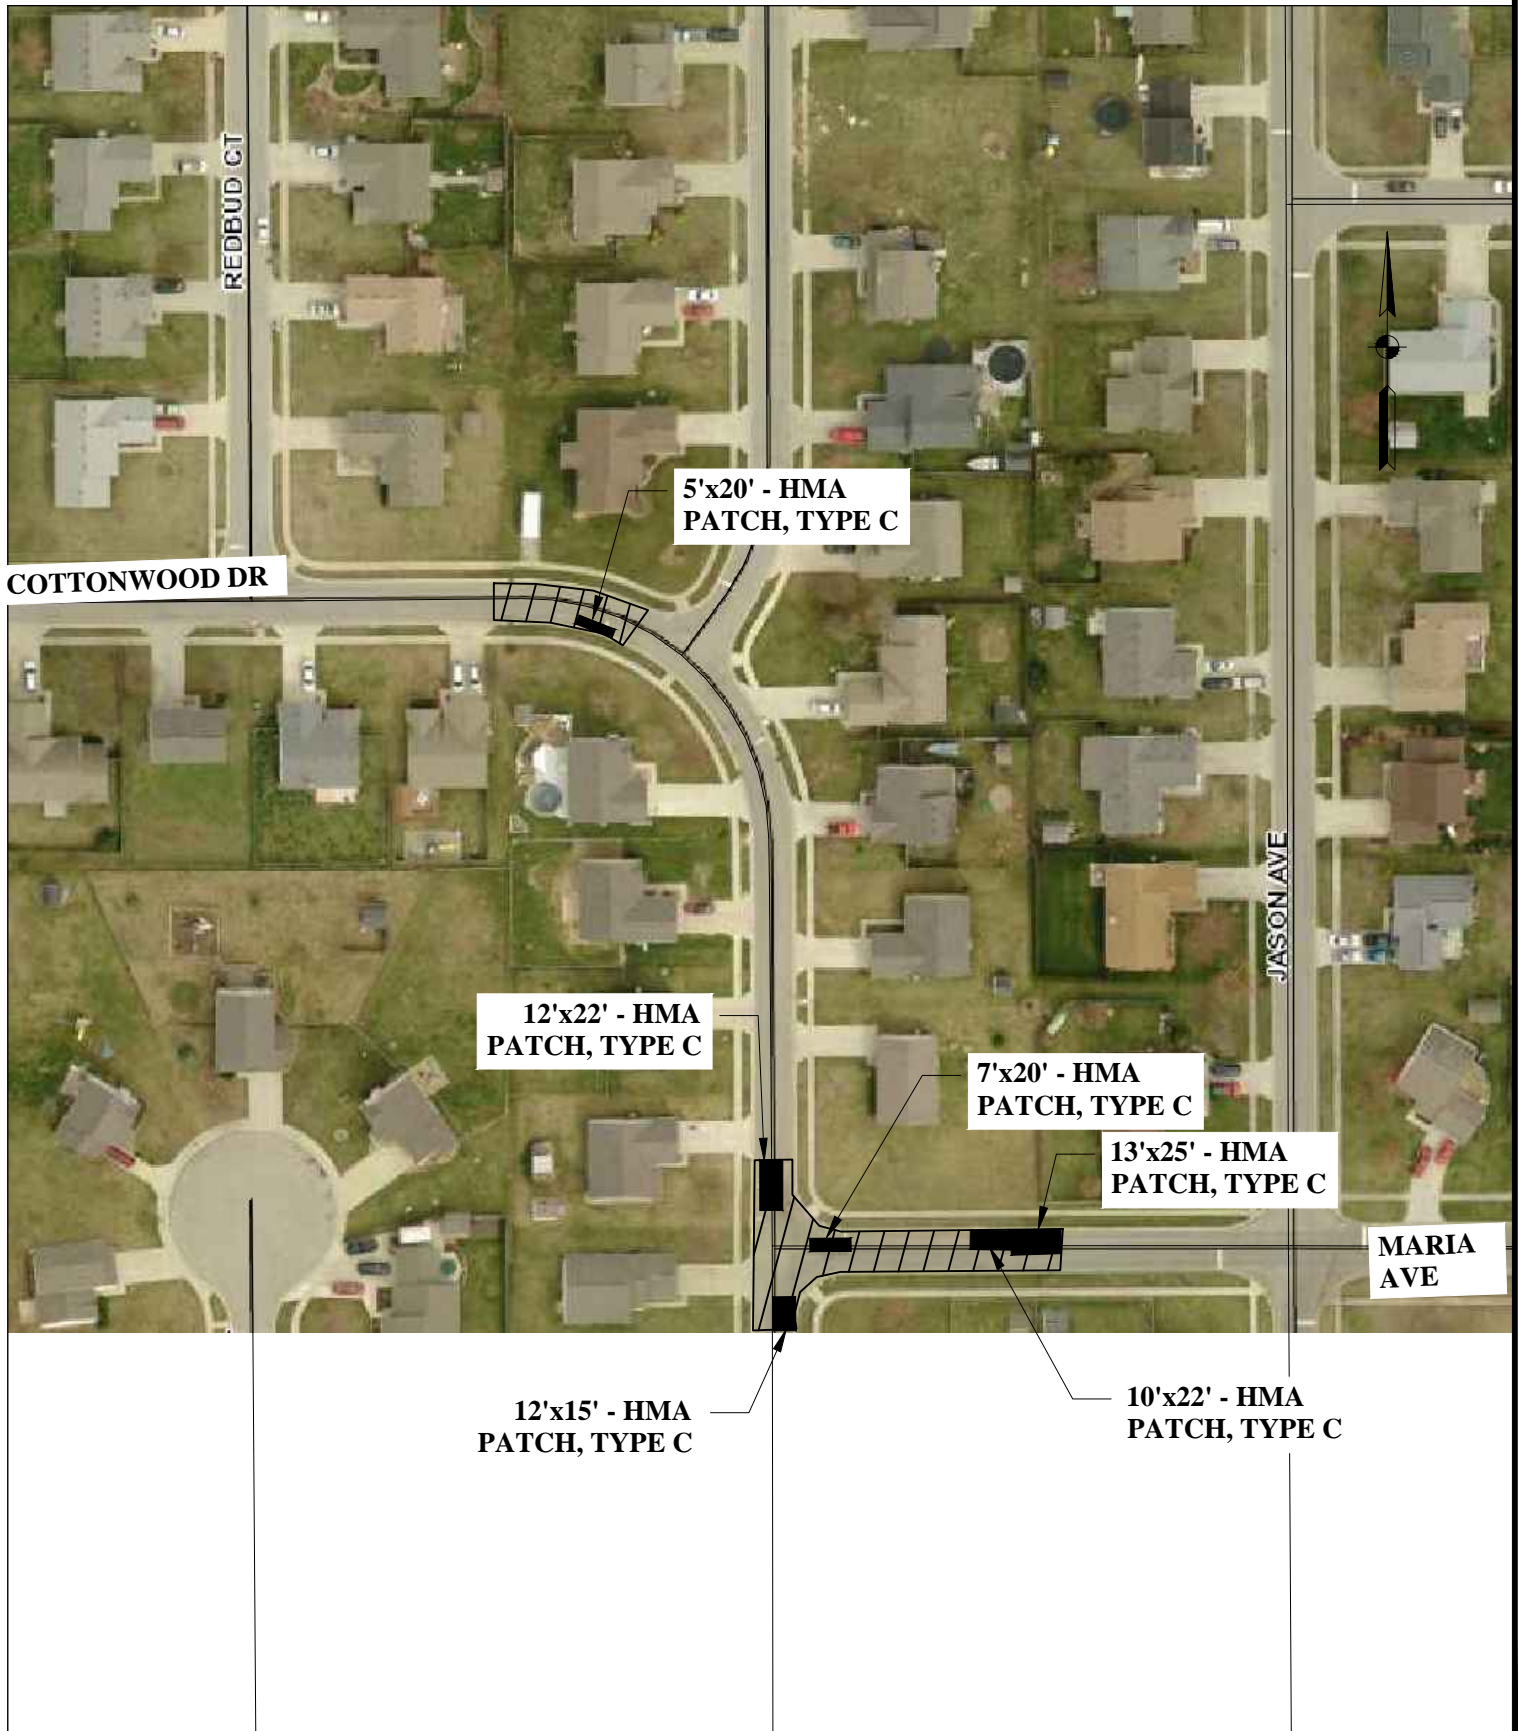 REDBUD CT
5'x20' - HMA
PATCH, TYPE C
COTTONWOOD DR
JASON AVE
12'x22' - HMA
PATCH, TYPE C
7'x20' - HMA
PATCH, TYPE C
13'x25' - HMA
PATCH, TYPE C
MARIA
AVE
12'x15' - HMA
PATCH, TYPE C
10'x22' - HMA
PATCH, TYPE C